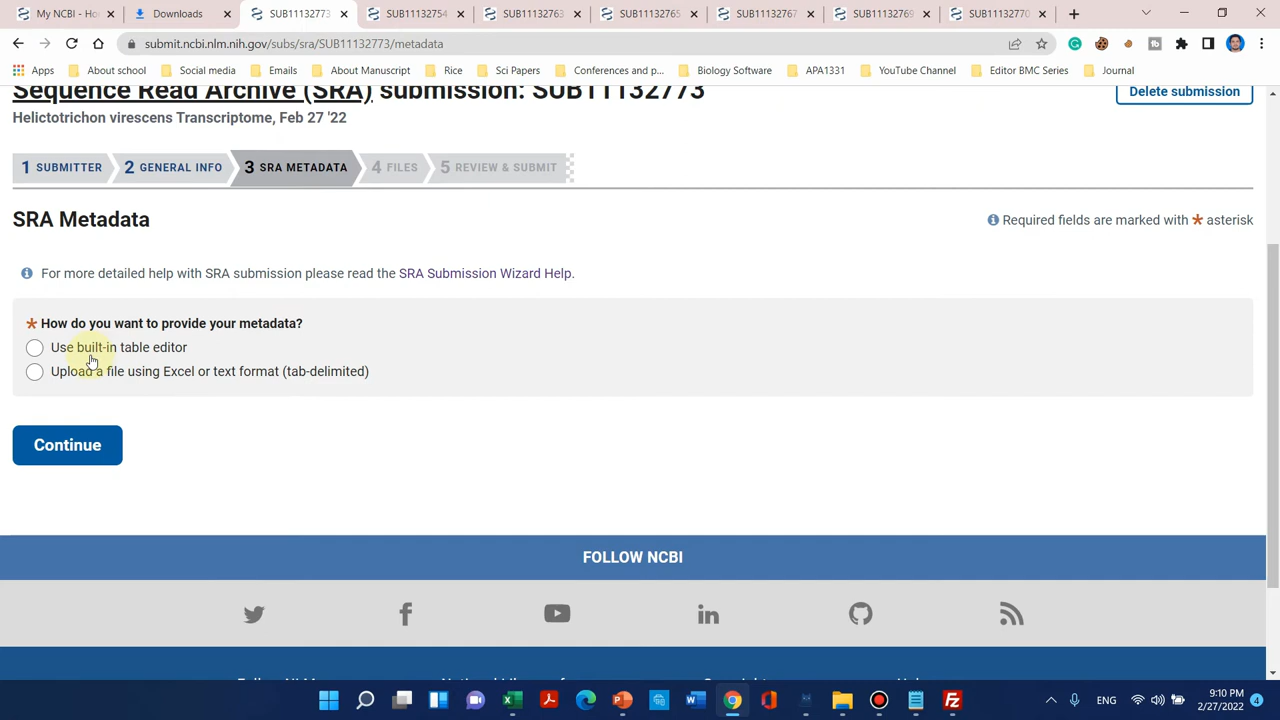 My NCBI - Ho
Downloads
SUB11132773
SUB11132754
SUB11132763
SUB11132765
SUB11132767
SUB11132769
SUB11132770
submit.ncbi.nlm.nih.gov/subs/sra/SUB11132773/metadata
Apps
About school
Social media
Emails
About Manuscript
Rice
Sci Papers
Conferences and p...
Biology Software
APA1331
YouTube Channel
Editor BMC Series
Journal
Sequence Read Archive (SRA) submission: SUB11132773
Delete submission
Helictotrichon virescens Transcriptome, Feb 27 '22
1 SUBMITTER
2 GENERAL INFO
3 SRA METADATA
4 FILES
5 REVIEW & SUBMIT
SRA Metadata
Required fields are marked with * asterisk
For more detailed help with SRA submission please read the SRA Submission Wizard Help.
* How do you want to provide your metadata?
Use built-in table editor
Upload a file using Excel or text format (tab-delimited)
Continue
FOLLOW NCBI
ENG
9:10 PM
2/27/2022
4